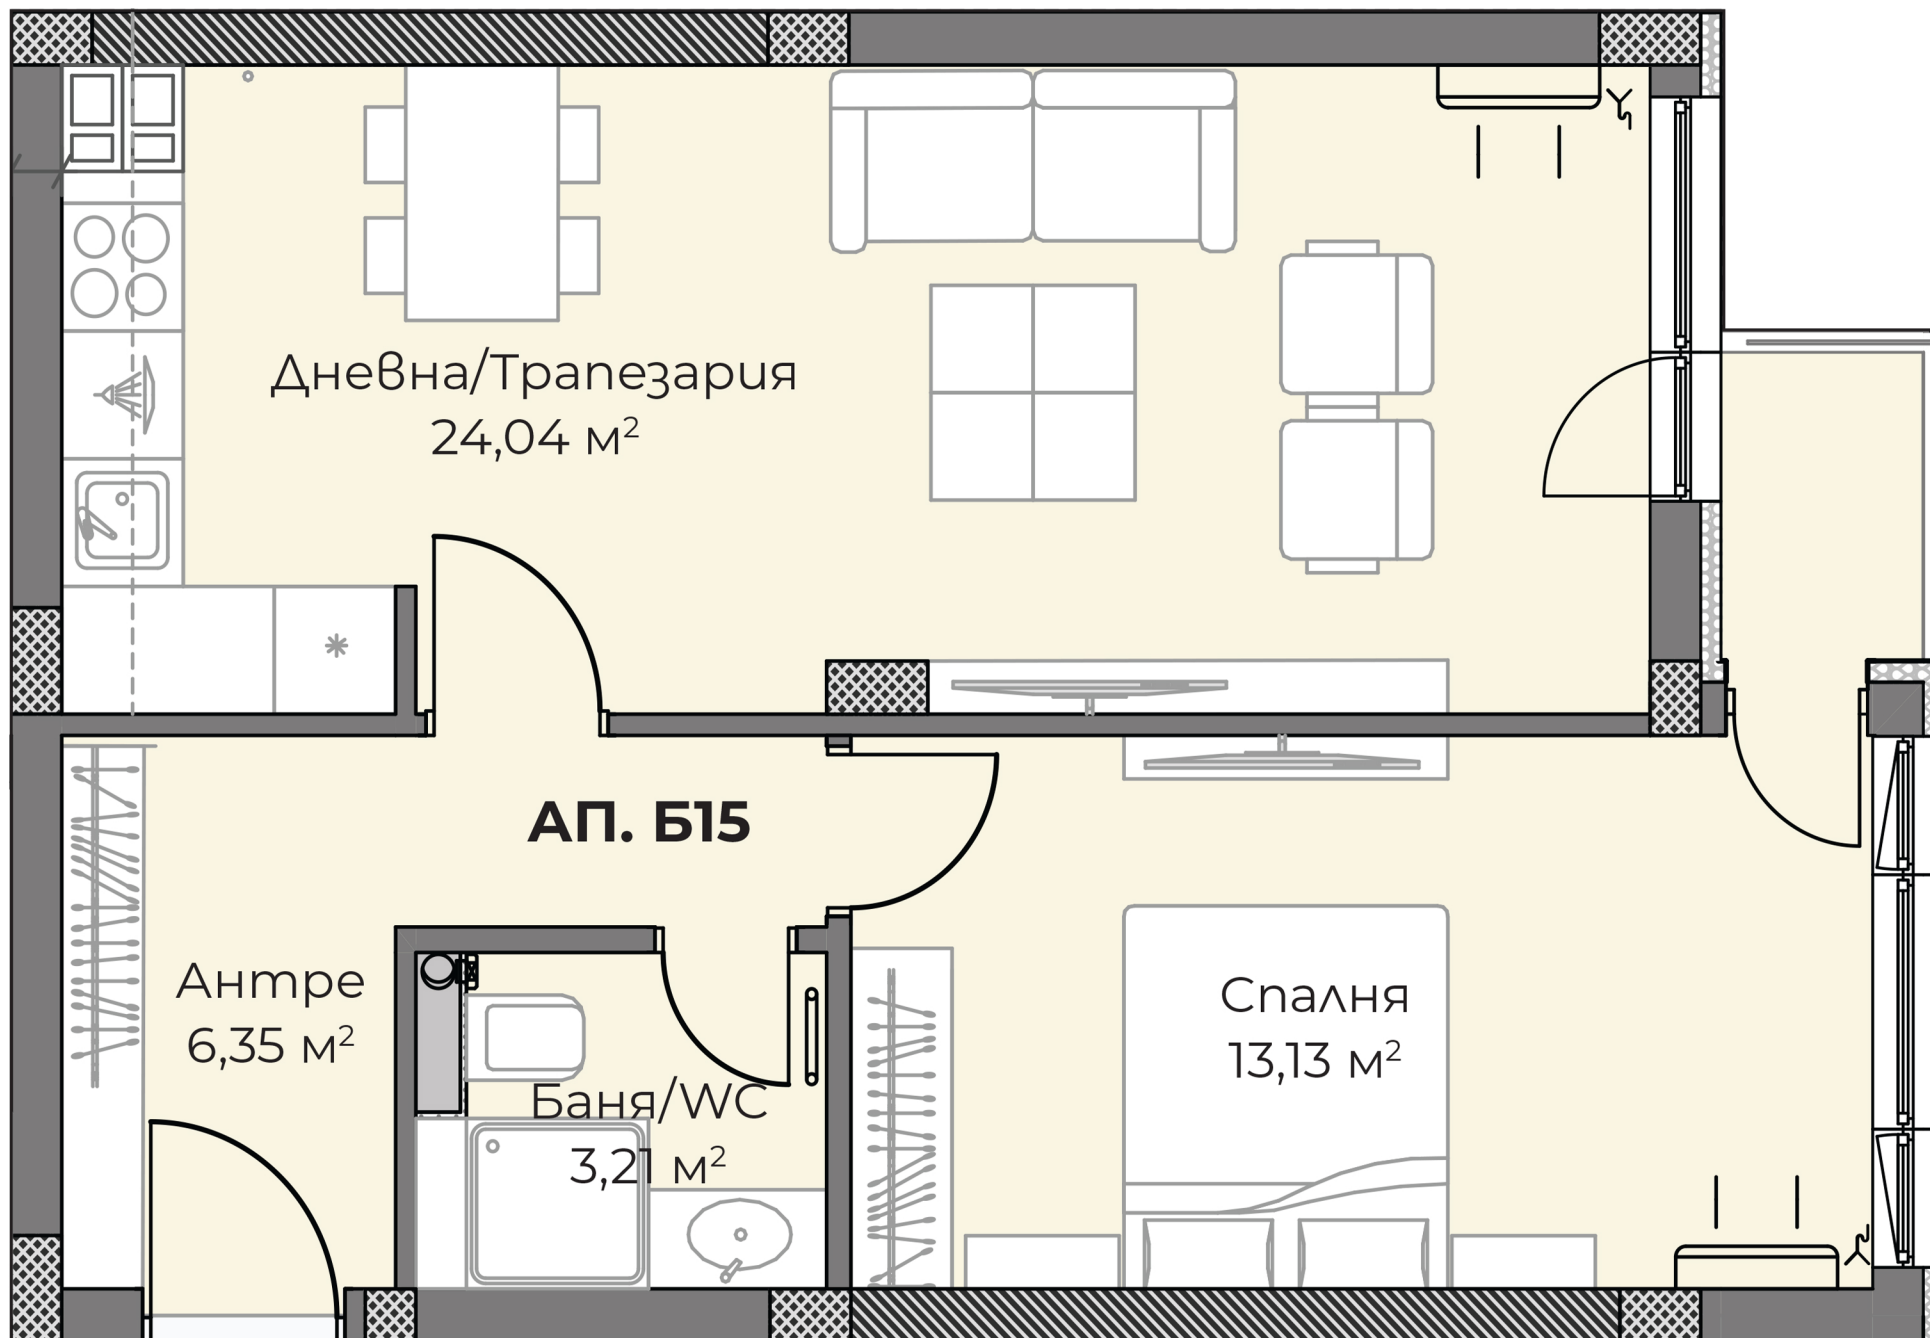 Дневна/Трапезария
24,04 м²
АП. Б15
Антре
6,35 м²
Баня/WC
3,21 м²
Спалня
13,13 м²